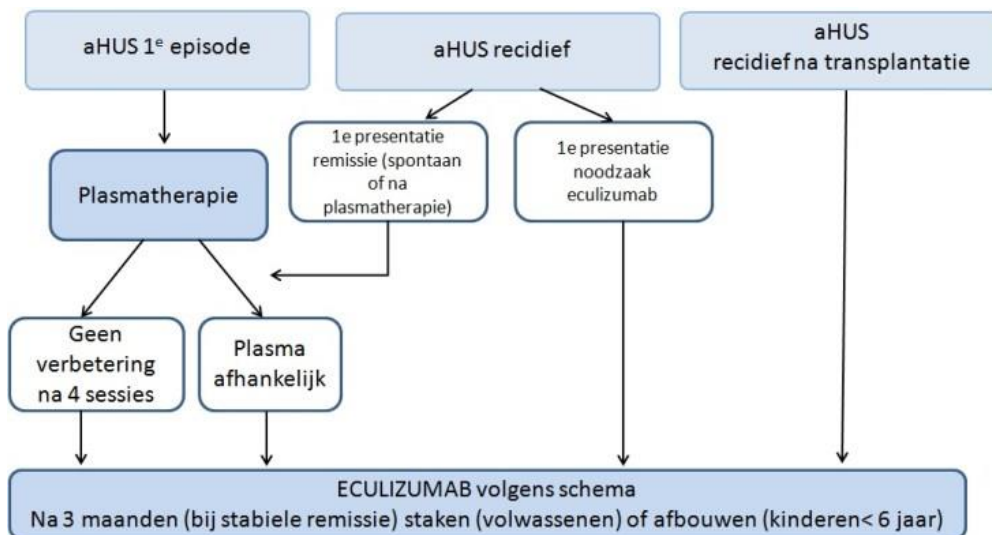 aHUS 1e episode
aHUS recidief
aHUS
recidief na transplantatie
1e presentatie
remissie (spontaan
of na
plasmatherapie)
1e presentatie
noodzaak
eculizumab
Plasmatherapie
Geen
verbetering
na 4 sessies
Plasma
afhankelijk
ECULIZUMAB volgens schema
Na 3 maanden (bij stabiele remissie) staken (volwassenen) of afbouwen (kinderen< 6 jaar)